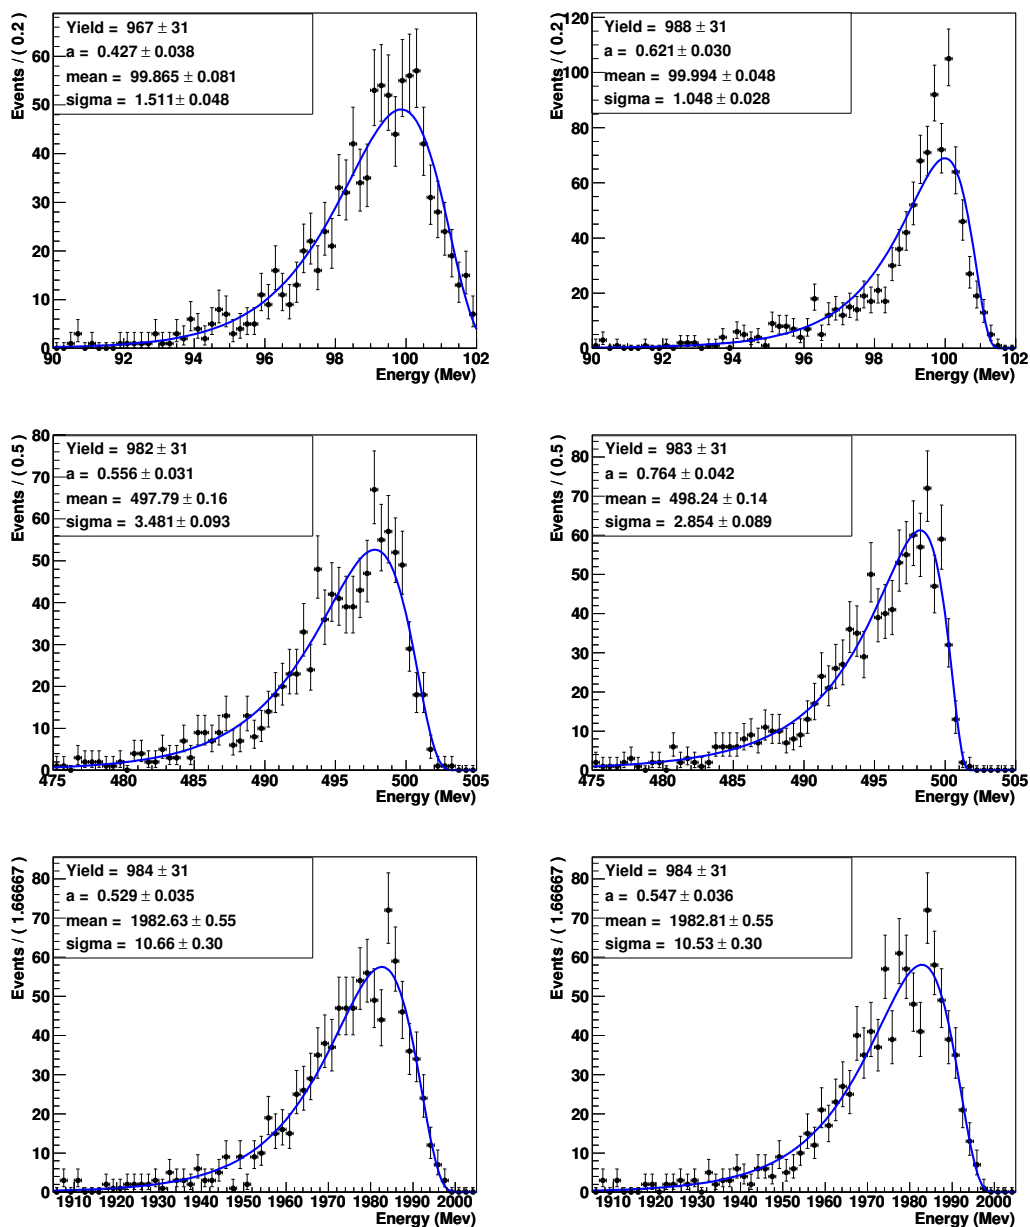 Events / ( 0.2 )
Yield = 967 ± 31
a = 0.427 ± 0.038
mean = 99.865 ± 0.081
sigma = 1.511 ± 0.048
60
50
40
30
20
10
0
90 92 94 96 98 100 102
Energy (Mev)
Events / ( 0.2 )
Yield = 988 ± 31
a = 0.621 ± 0.030
mean = 99.994 ± 0.048
sigma = 1.048 ± 0.028
120
100
80
60
40
20
0
90 92 94 96 98 100 102
Energy (Mev)
Events / ( 0.5 )
Yield = 982 ± 31
a = 0.556 ± 0.031
mean = 497.79 ± 0.16
sigma = 3.481 ± 0.093
80
70
60
50
40
30
20
10
0
475 480 485 490 495 500 505
Energy (Mev)
Events / ( 0.5 )
Yield = 983 ± 31
a = 0.764 ± 0.042
mean = 498.24 ± 0.14
sigma = 2.854 ± 0.089
80
70
60
50
40
30
20
10
0
475 480 485 490 495 500 505
Energy (Mev)
Events / ( 1.66667 )
Yield = 984 ± 31
a = 0.529 ± 0.035
mean = 1982.63 ± 0.55
sigma = 10.66 ± 0.30
80
70
60
50
40
30
20
10
0
1910 1920 1930 1940 1950 1960 1970 1980 1990 2000
Energy (Mev)
Events / ( 1.66667 )
Yield = 984 ± 31
a = 0.547 ± 0.036
mean = 1982.81 ± 0.55
sigma = 10.53 ± 0.30
80
70
60
50
40
30
20
10
0
1910 1920 1930 1940 1950 1960 1970 1980 1990 2000
Energy (Mev)